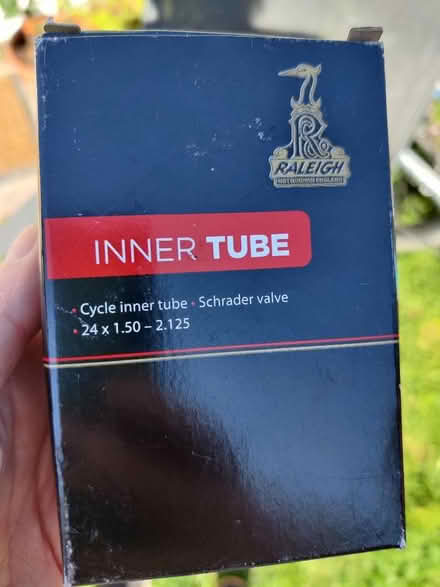 R
RALEIGH
NOTTINGHAM ENGLAND
INNER TUBE
• Cycle inner tube • Schrader valve
• 24 x 1.50 – 2.125